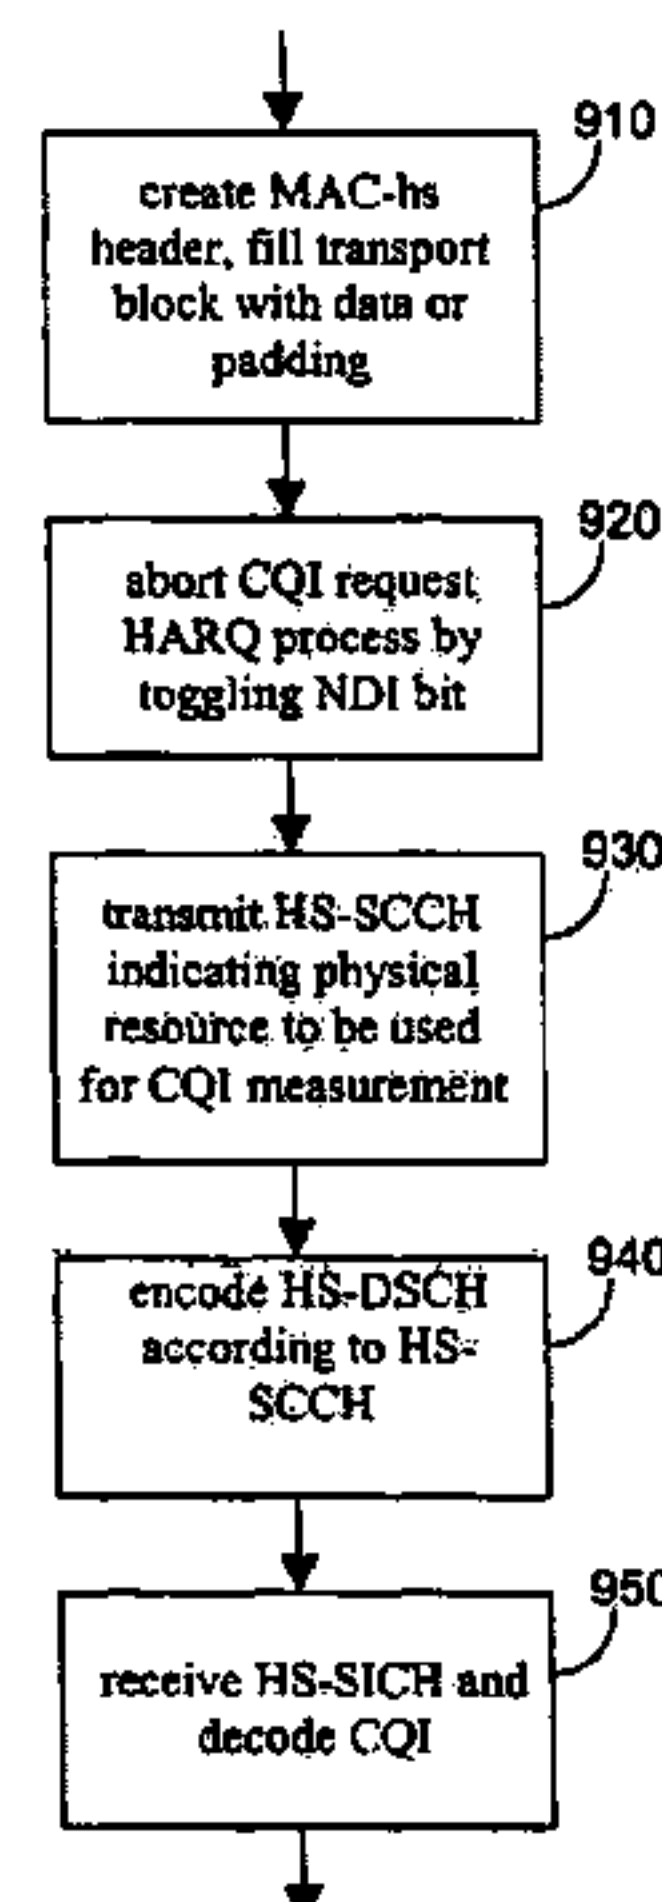 910
create MAC-hs
header, fill transport
block with data or
padding
920
abort CQI request
HARQ process by
toggling NDI bit
930
transmit HS-SCCH
indicating physical
resource to be used
for CQI measurement
940
encode HS-DSCH
according to HS-
SCCH
950
receive HS-SICH and
decode CQI